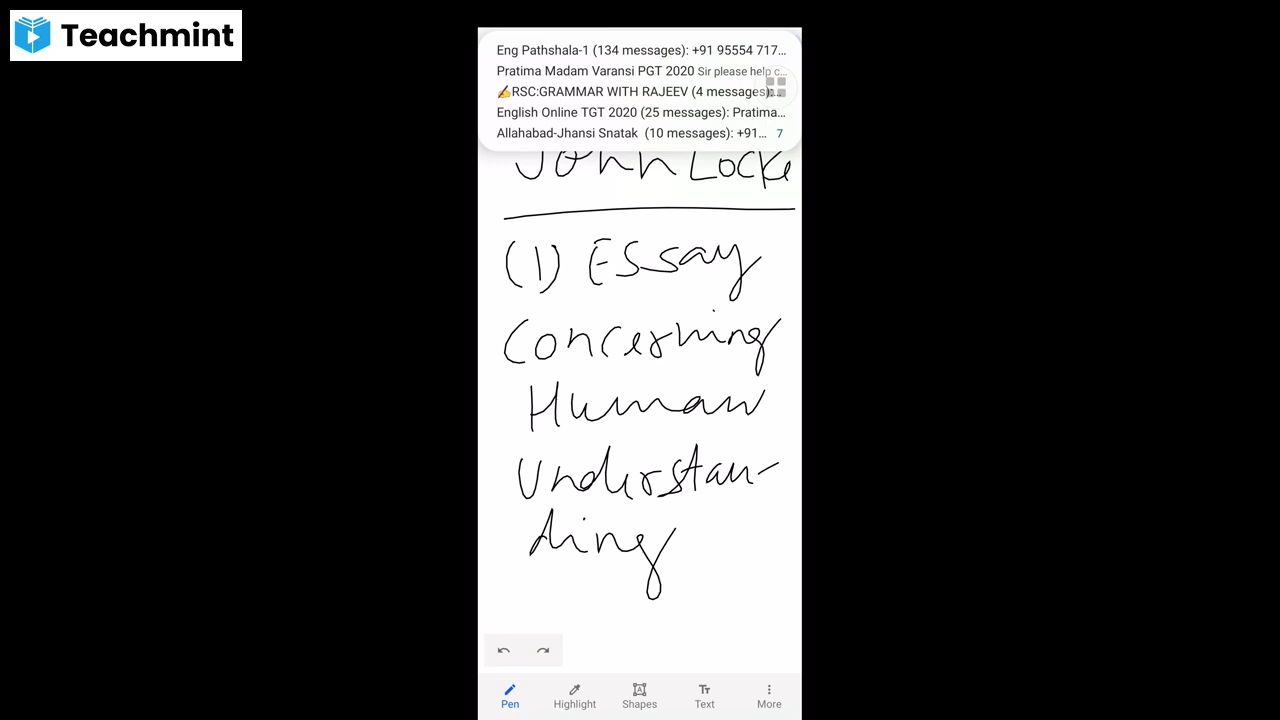 Teachmint
Eng Pathshala-1 (134 messages): +91 95554 717...
Pratima Madam Varansi PGT 2020 Sir please help c...
✍RSC:GRAMMAR WITH RAJEEV (4 messages):...
English Online TGT 2020 (25 messages): Pratima...
Allahabad-Jhansi Snatak (10 messages): +91... 7
John Locke
(1) Essay
Concerning
Human
Understan-
ding
Pen Highlight Shapes Text More